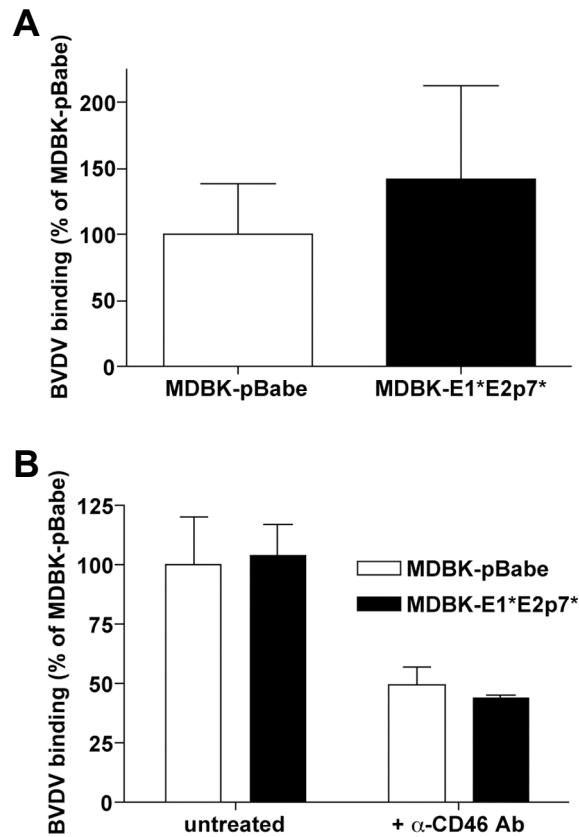 A
BVDV binding (% of MDBK-pBabe)
200
150
100
50
0
MDBK-pBabe MDBK-E1*E2p7*
B
BVDV binding (% of MDBK-pBabe)
125
100
75
50
25
0
MDBK-pBabe
MDBK-E1*E2p7*
untreated + α-CD46 Ab